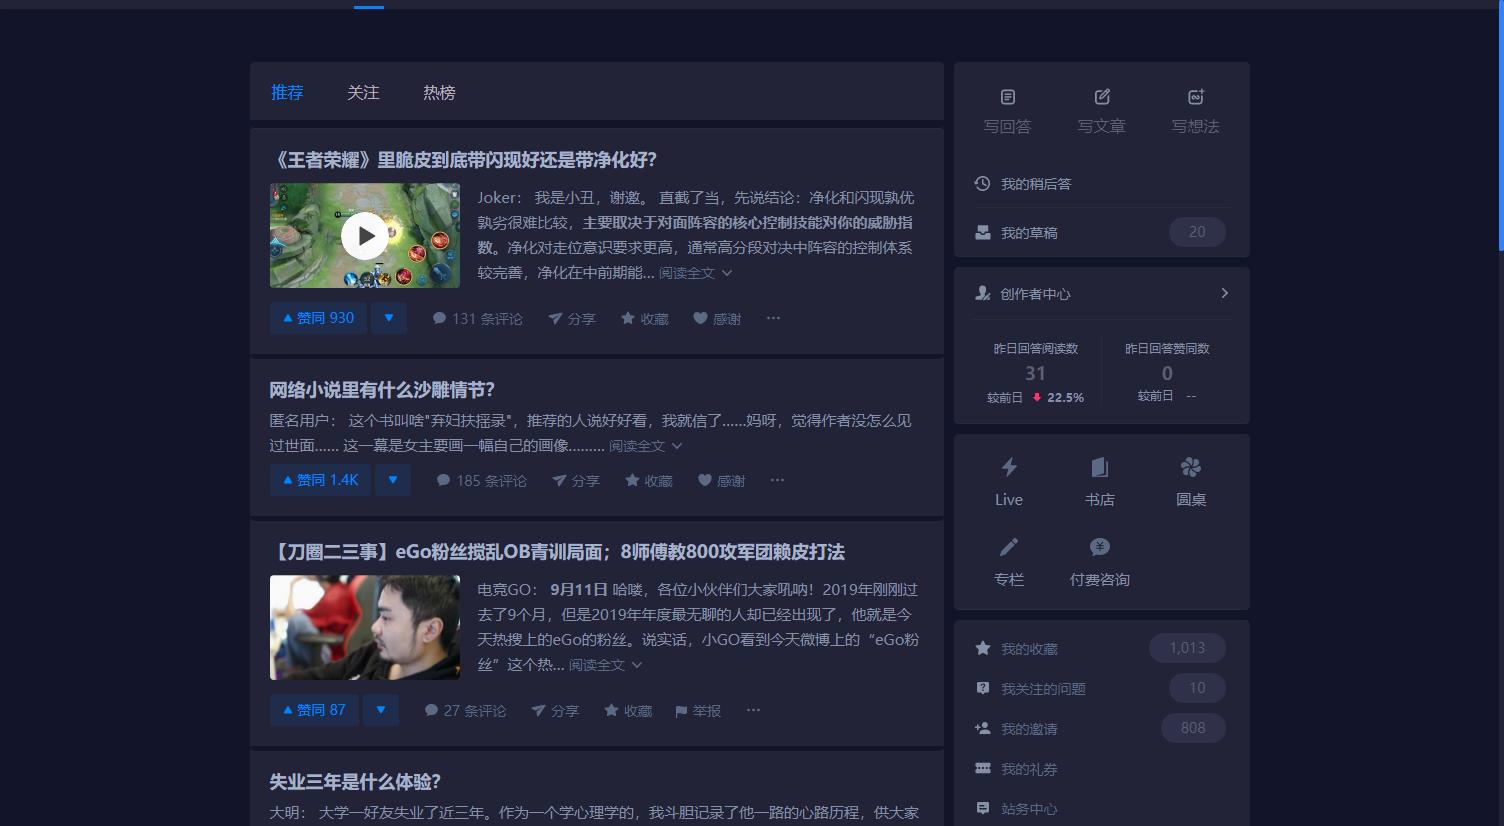 推荐
关注
热榜
《王者荣耀》里脆皮到底带闪现好还是带净化好？
Joker： 我是小丑，谢邀。 直截了当，先说结论：净化和闪现孰优
孰劣很难比较，主要取决于对面阵容的核心控制技能对你的威胁指
数。净化对走位意识要求更高，通常高分段对决中阵容的控制体系
较完善，净化在中前期能... 阅读全文
赞同 930
131 条评论
分享
收藏
感谢
网络小说里有什么沙雕情节？
匿名用户： 这个书叫啥"弃妇扶摇录"，推荐的人说好好看，我就信了……妈呀，觉得作者没怎么见
过世面…… 这一幕是女主要画一幅自己的画像……... 阅读全文
赞同 1.4K
185 条评论
分享
收藏
感谢
【刀圈二三事】eGo粉丝搅乱OB青训局面；8师傅教800攻军团赖皮打法
电竞GO： 9月11日 哈喽，各位小伙伴们大家吼呐！2019年刚刚过
去了9个月，但是2019年年度最无聊的人却已经出现了，他就是今
天热搜上的eGo的粉丝。说实话，小GO看到今天微博上的“eGo粉
丝”这个热... 阅读全文
赞同 87
27 条评论
分享
收藏
举报
失业三年是什么体验？
大明： 大学一好友失业了近三年。作为一个学心理学的，我斗胆记录了他一路的心路历程，供大家
写回答
写文章
写想法
我的稍后答
我的草稿
20
创作者中心
昨日回答阅读数
31
较前日 22.5%
昨日回答赞同数
0
较前日 --
Live
书店
圆桌
专栏
付费咨询
我的收藏
1,013
我关注的问题
10
我的邀请
808
我的礼券
站务中心